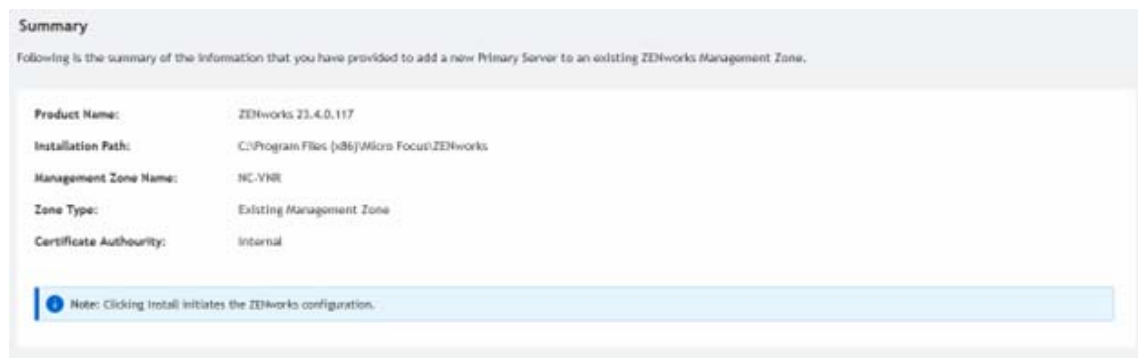 Summary
Following is the summary of the information that you have provided to add a new Primary Server to an existing ZENworks Management Zone.
Product Name: ZENworks 23.4.0.117
Installation Path: C:\Program Files (x86)\Micro Focus\ZENworks
Management Zone Name: NC-VNR
Zone Type: Existing Management Zone
Certificate Authourity: Internal
Note: Clicking Install initiates the ZENworks configuration.